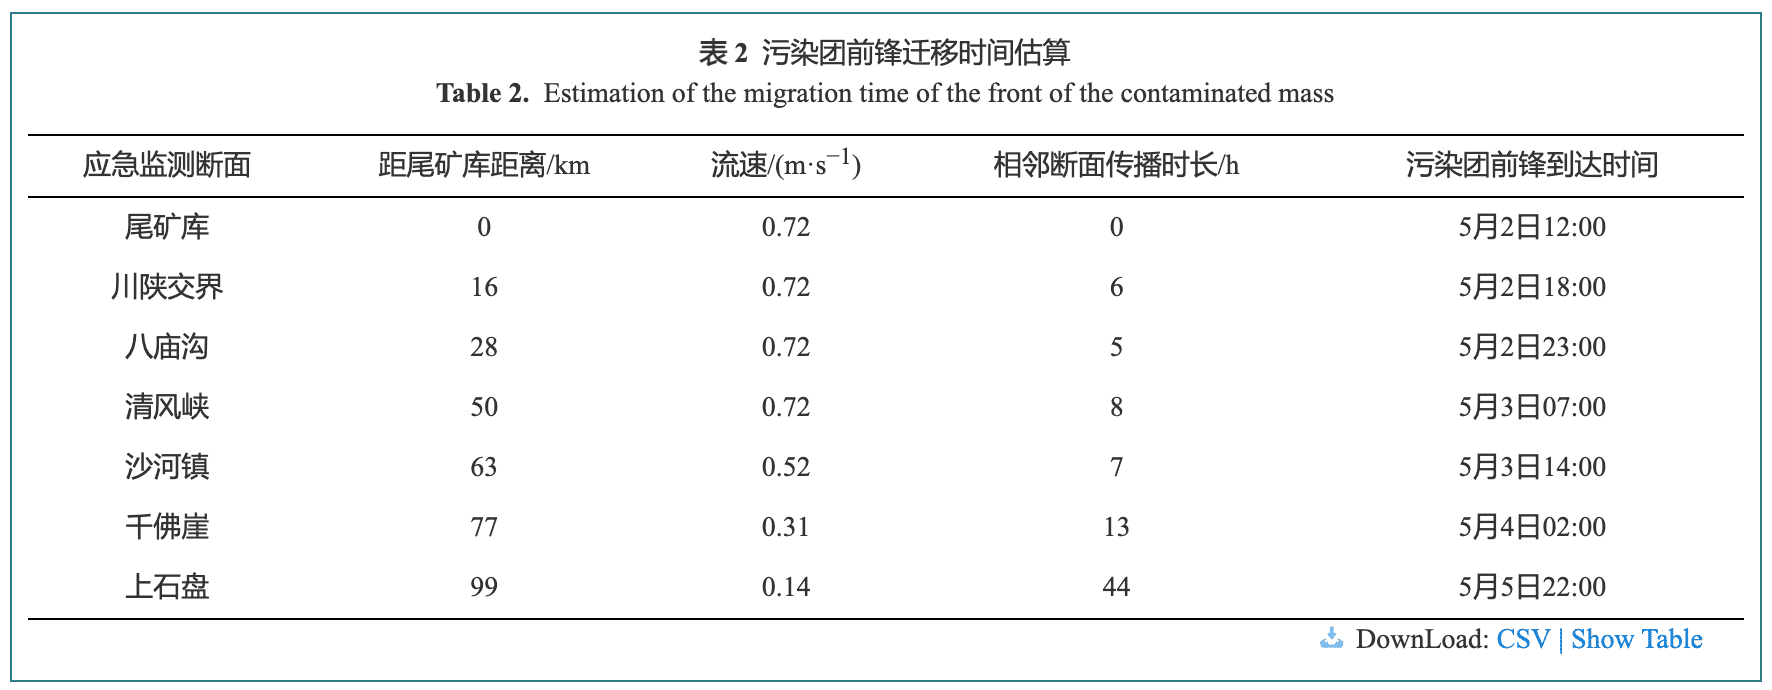 表 2 污染团前锋迁移时间估算
Table 2. Estimation of the migration time of the front of the contaminated mass
应急监测断面 距尾矿库距离/km 流速/(m·s⁻¹) 相邻断面传播时长/h 污染团前锋到达时间
尾矿库 0 0.72 0 5月2日12:00
川陕交界 16 0.72 6 5月2日18:00
八庙沟 28 0.72 5 5月2日23:00
清风峡 50 0.72 8 5月3日07:00
沙河镇 63 0.52 7 5月3日14:00
千佛崖 77 0.31 13 5月4日02:00
上石盘 99 0.14 44 5月5日22:00
DownLoad: CSV | Show Table